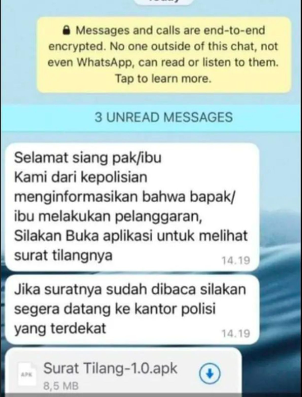 Messages and calls are end-to-end
encrypted. No one outside of this chat, not
even WhatsApp, can read or listen to them.
Tap to learn more.
3 UNREAD MESSAGES
Selamat siang pak/ibu
Kami dari kepolisian
menginformasikan bahwa bapak/
ibu melakukan pelanggaran,
Silakan Buka aplikasi untuk melihat
surat tilangnya
14.19
Jika suratnya sudah dibaca silakan
segera datang ke kantor polisi
yang terdekat
14.19
APK
Surat Tilang-1.0.apk
8,5 MB